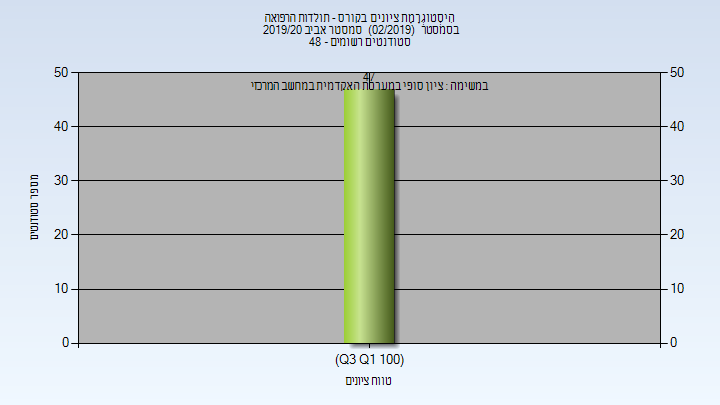 היסטוגרמת ציונים בקורס - תולדות הרפואה
בסמסטר (02/2019) סמסטר אביב 2019/20
סטודנטים רשומים - 48
47
במשימה : ציון סופי במערכת האקדמית במחשב המרכזי
50
40
30
20
10
0
50
40
30
20
10
0
מספר סטודנטים
(Q3 Q1 100)
טווח ציונים